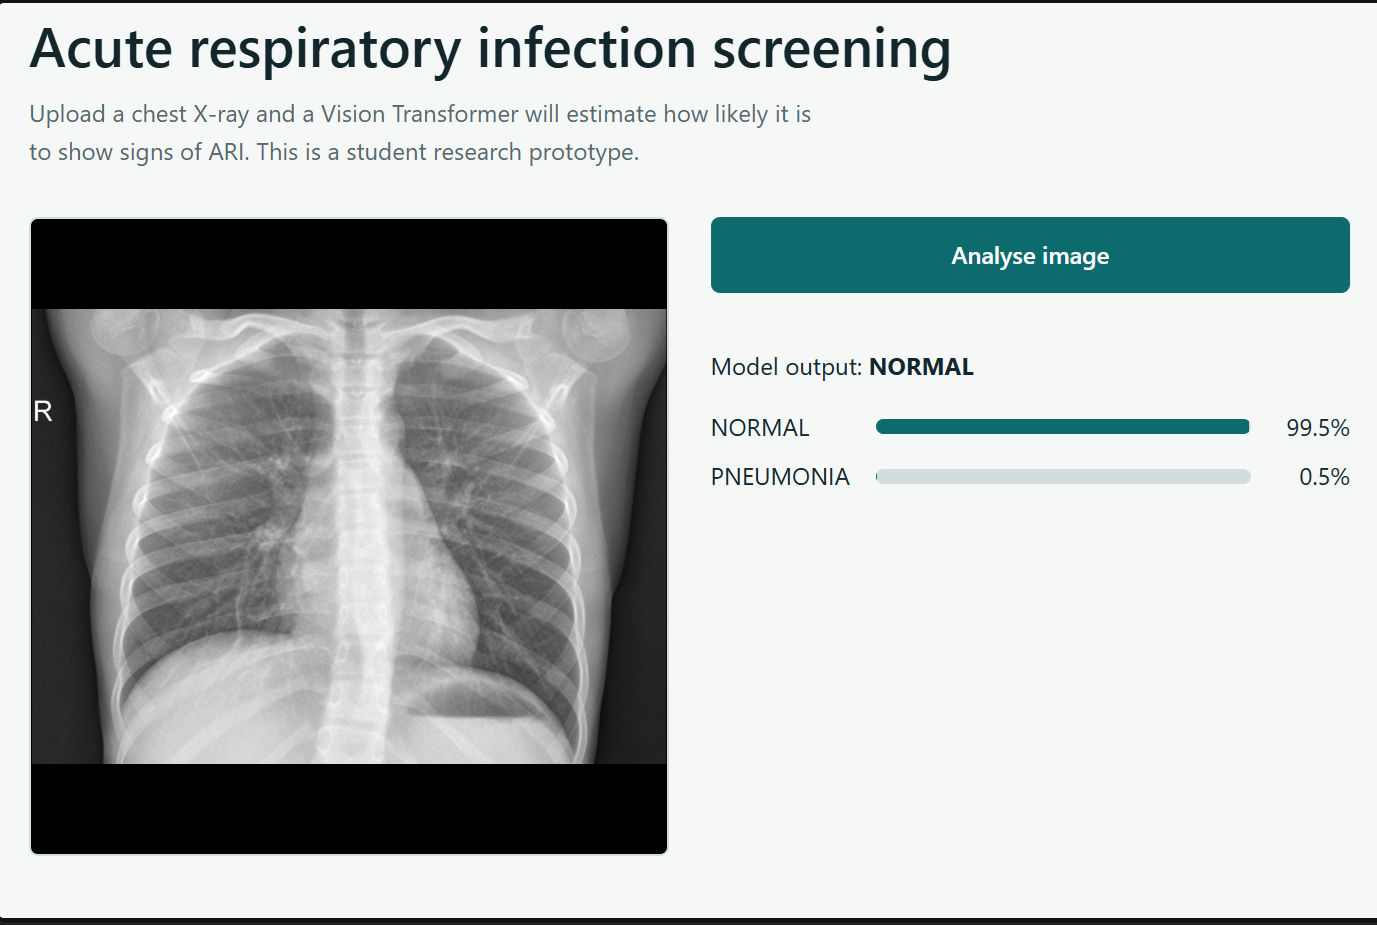 Acute respiratory infection screening
Upload a chest X-ray and a Vision Transformer will estimate how likely it is
to show signs of ARI. This is a student research prototype.
R
Analyse image
Model output: NORMAL
NORMAL 99.5%
PNEUMONIA 0.5%